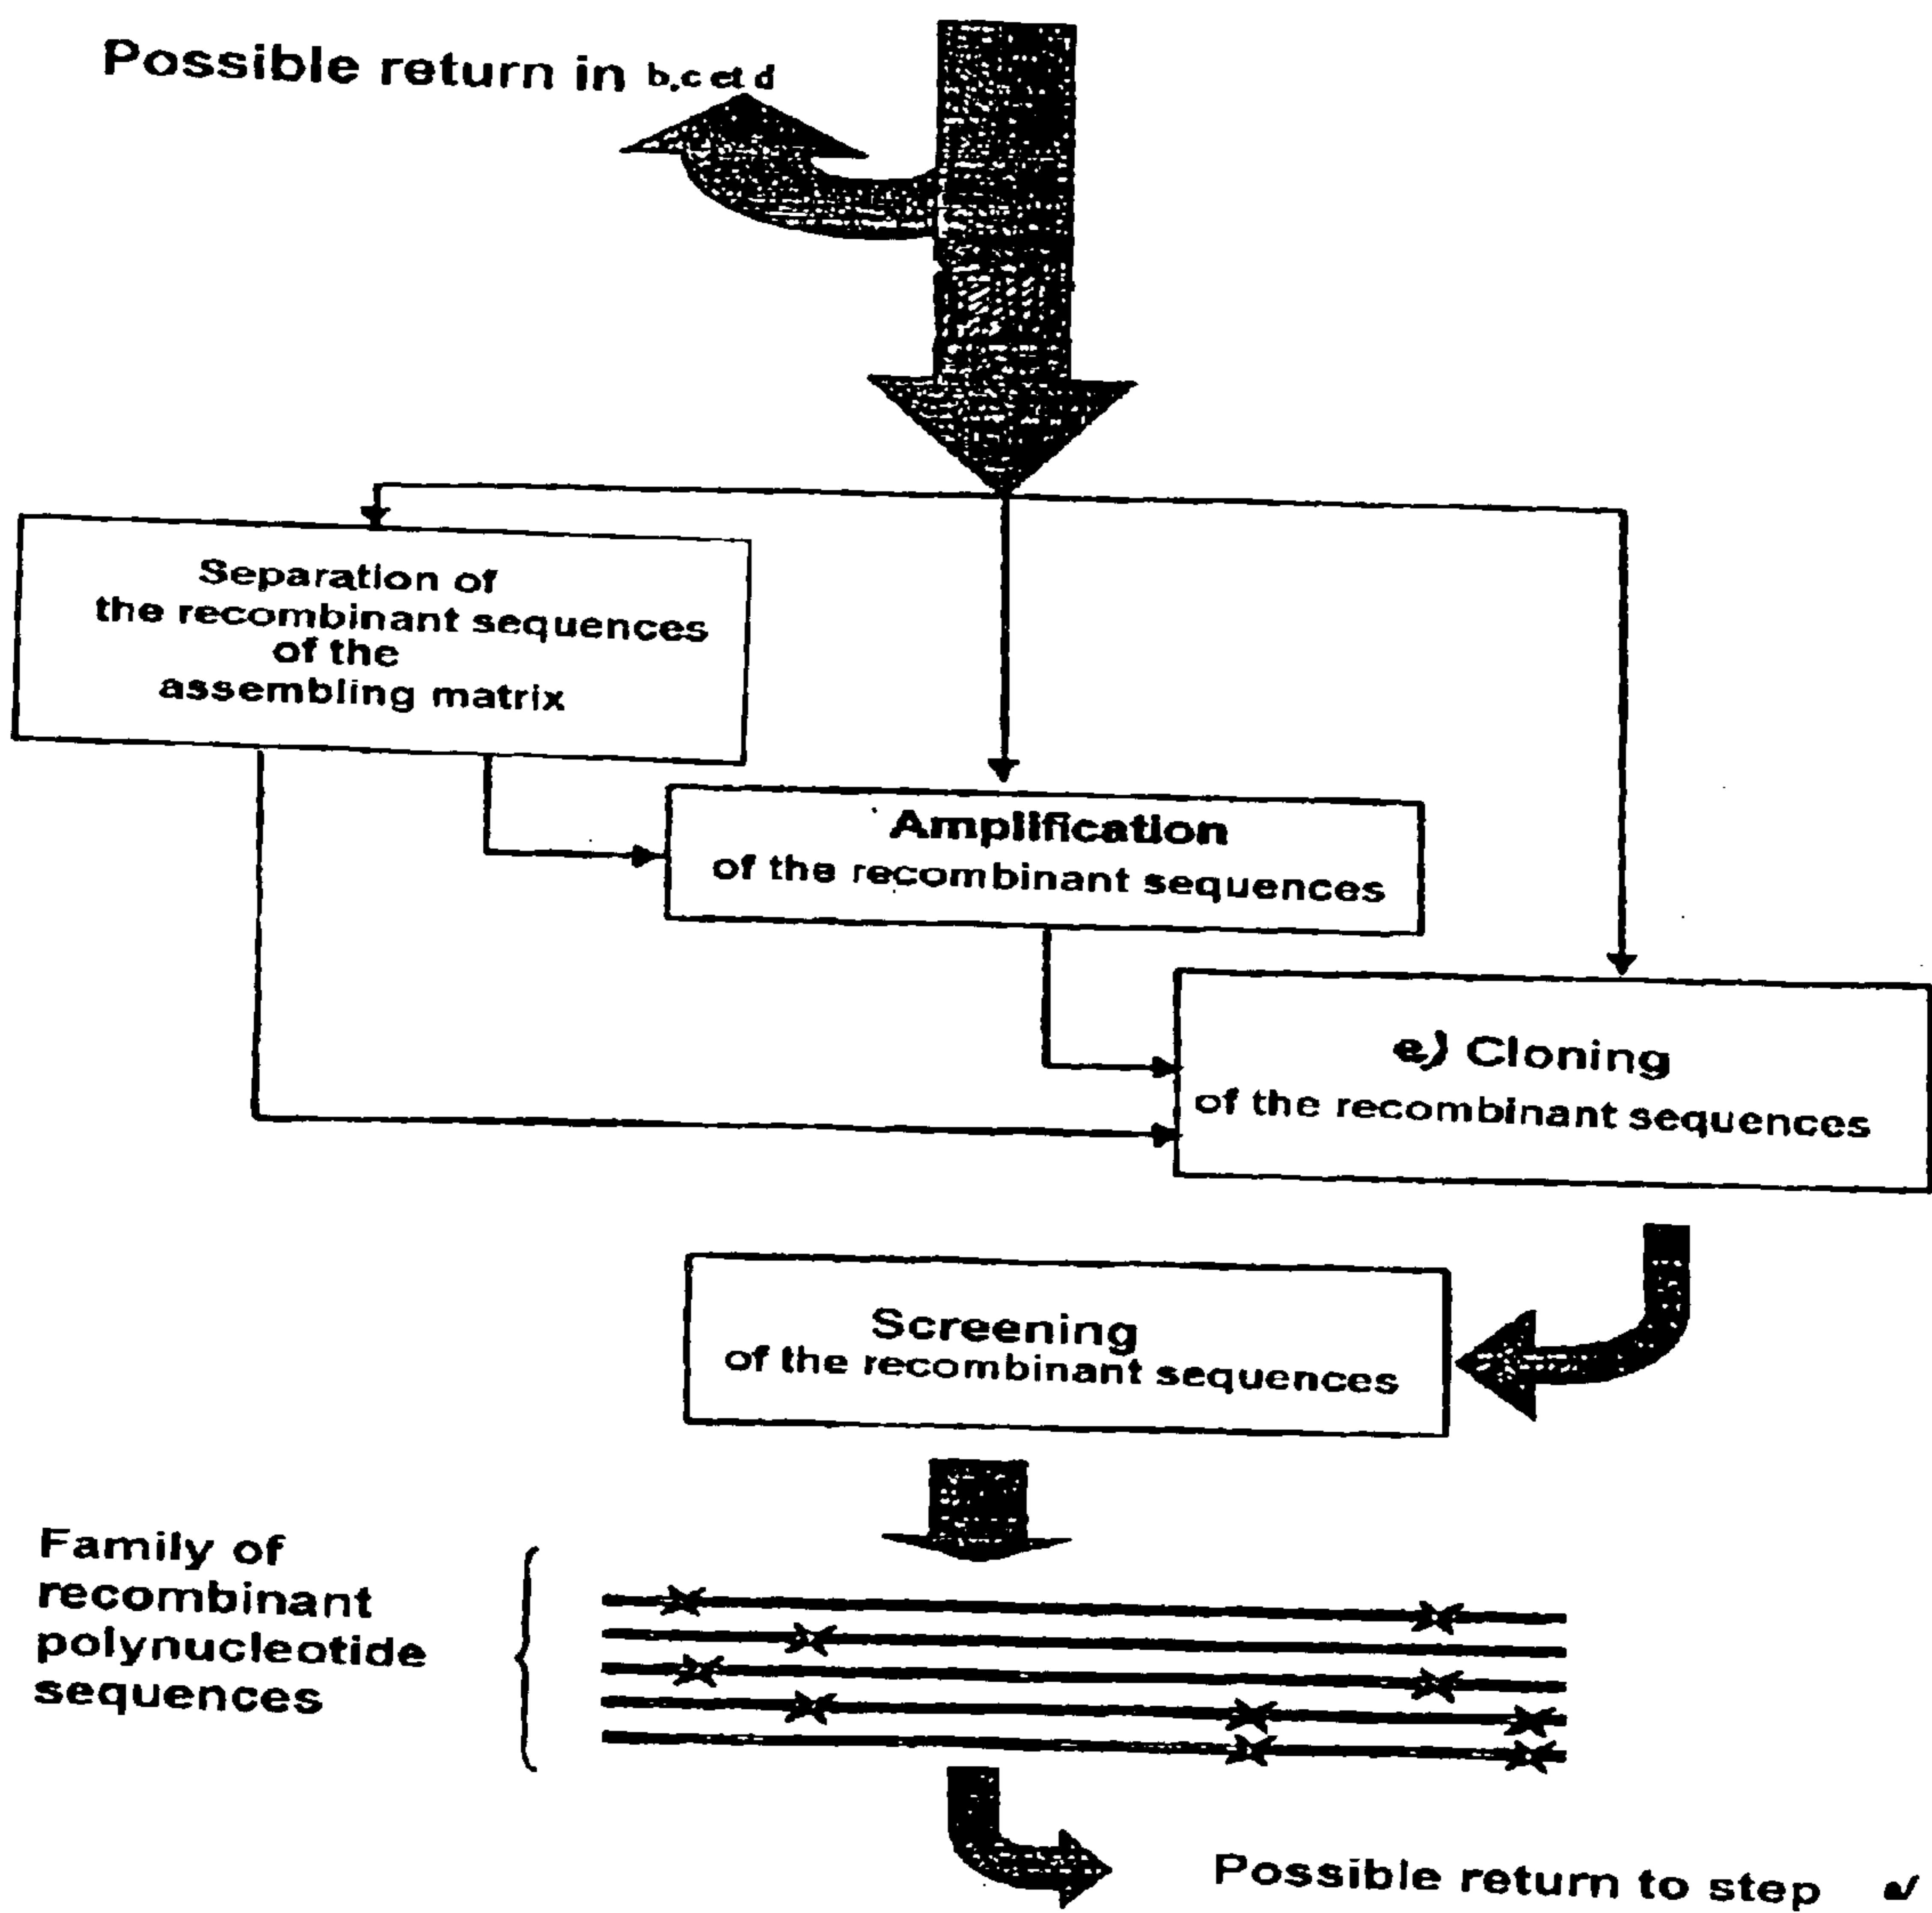 Possible return in b,c et d
Separation of
the recombinant sequences
of the
assembling matrix
Amplification
of the recombinant sequences
e) Cloning
of the recombinant sequences
Screening
of the recombinant sequences
Family of
recombinant
polynucleotide
sequences
Possible return to step